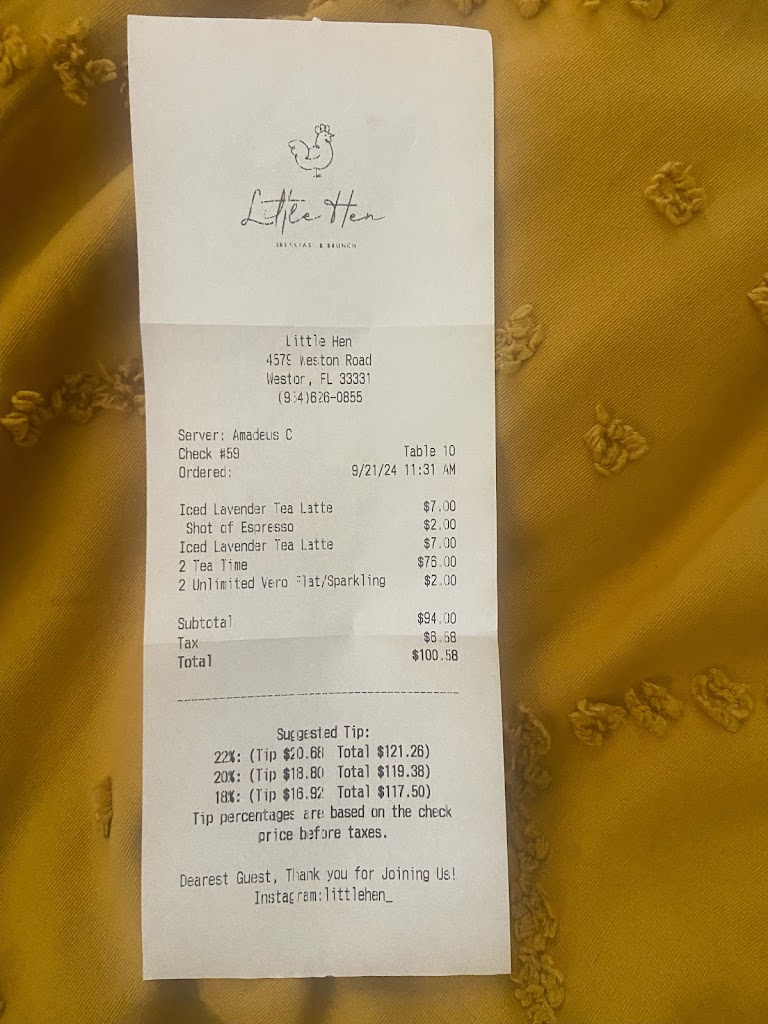 Little Hen
BREAKFAST & BRUNCH
Little Hen
4579 Weston Road
Weston, FL 33331
(954)626-0855
Server: Amadeus C
Check #59 Table 10
Ordered: 9/21/24 11:31 AM
Iced Lavender Tea Latte $7.00
Shot of Espresso $2.00
Iced Lavender Tea Latte $7.00
2 Tea Time $76.00
2 Unlimited Vero Flat/Sparkling $2.00
Subtotal $94.00
Tax $6.58
Total $100.58
Suggested Tip:
22%: (Tip $20.68 Total $121.26)
20%: (Tip $18.80 Total $119.38)
18%: (Tip $16.92 Total $117.50)
Tip percentages are based on the check
price before taxes.
Dearest Guest, Thank you for Joining Us!
Instagram:littlehen_